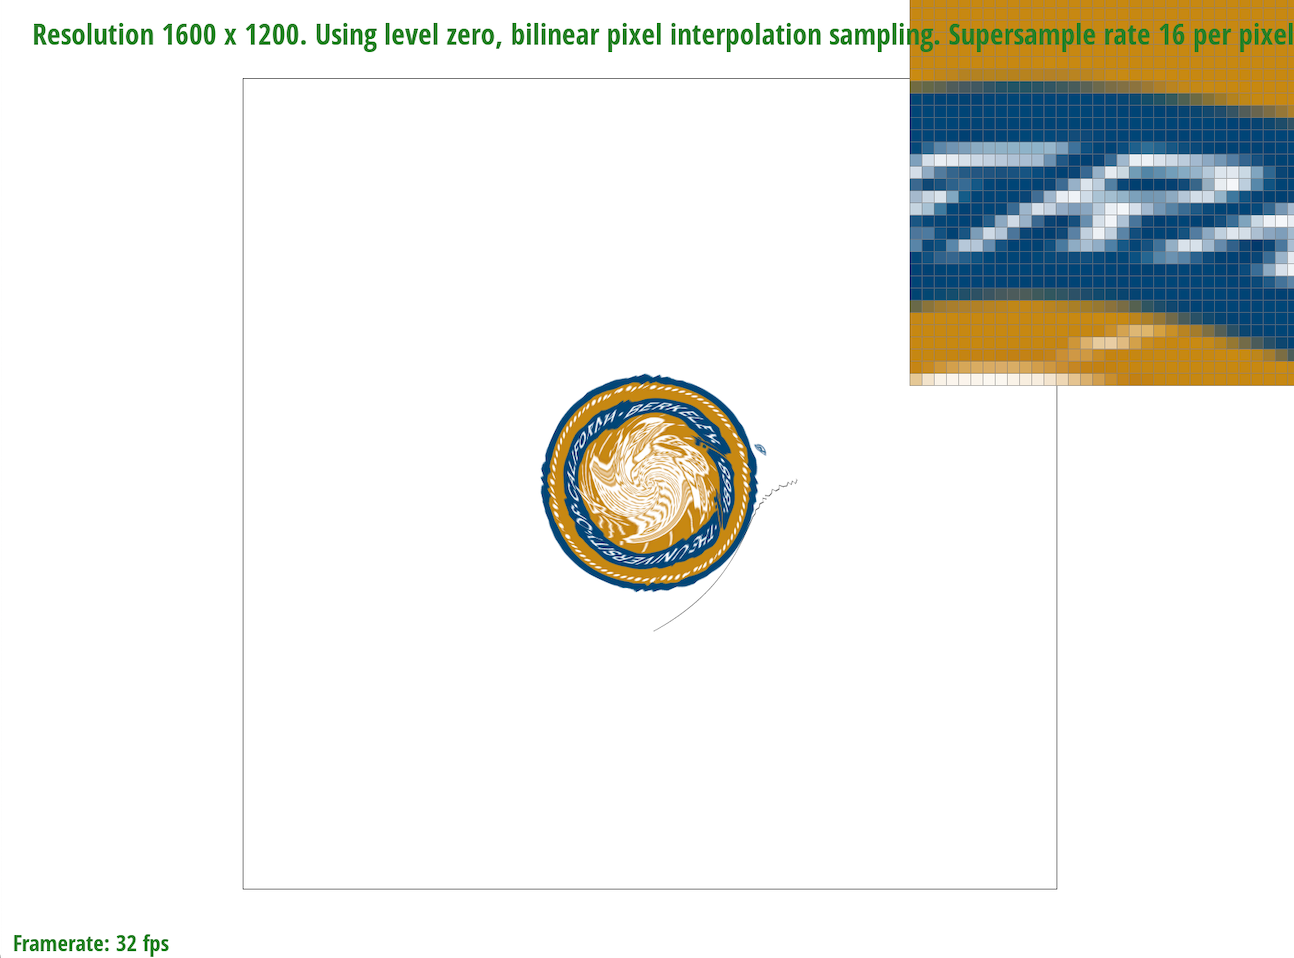 Resolution 1600 x 1200. Using level zero, bilinear pixel interpolation sampling. Supersample rate 16 per pixel
CALIFORNIA · BERKELEY
· 1868 ·
THE UNIVERSITY OF
Framerate: 32 fps